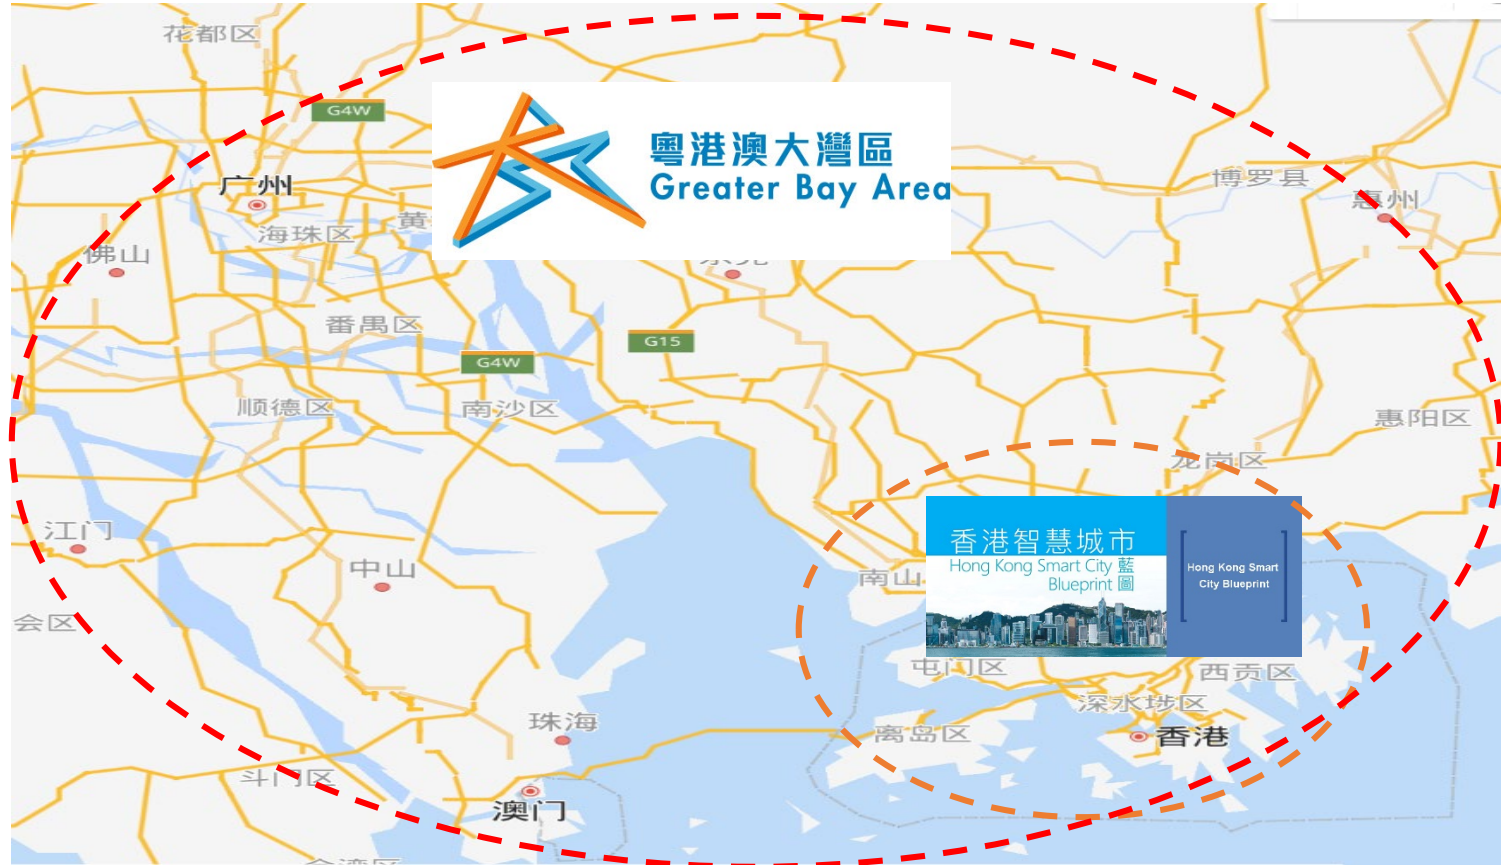 花都区
G4W
粵港澳大灣區
Greater Bay Area
广州
博罗县
惠州
黄
海珠区
佛山
番禺区
G15
G4W
顺德区
南沙区
惠阳区
龙岗区
江门
中山
南山
香港智慧城市
Hong Kong Smart City 藍
Blueprint 圖
Hong Kong Smart
City Blueprint
会区
屯门区
西贡区
深水埗区
珠海
离岛区
香港
斗门区
澳门